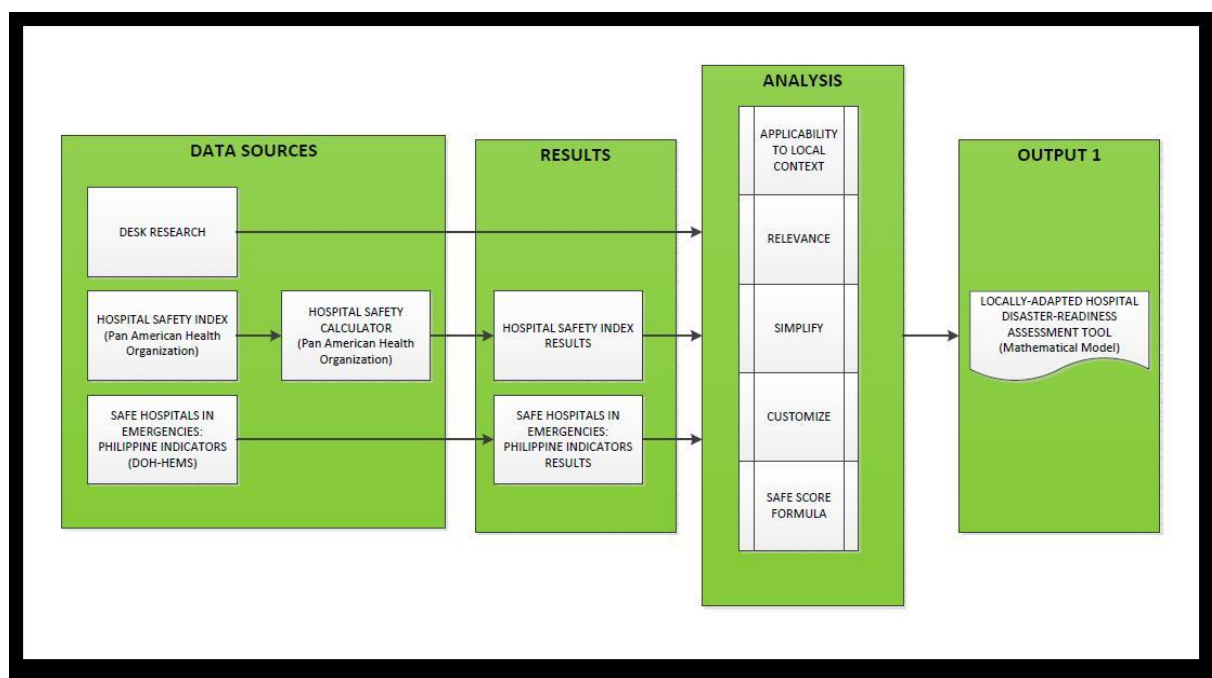 DATA SOURCES
DESK RESEARCH
HOSPITAL SAFETY INDEX
(Pan American Health
Organization)
HOSPITAL SAFETY
CALCULATOR
(Pan American Health
Organization)
SAFE HOSPITALS IN
EMERGENCIES:
PHILIPPINE INDICATORS
(DOH-HEMS)
RESULTS
HOSPITAL SAFETY INDEX
RESULTS
SAFE HOSPITALS IN
EMERGENCIES:
PHILIPPINE INDICATORS
RESULTS
ANALYSIS
APPLICABILITY
TO LOCAL
CONTEXT
RELEVANCE
SIMPLIFY
CUSTOMIZE
SAFE SCORE
FORMULA
OUTPUT 1
LOCALLY-ADAPTED HOSPITAL
DISASTER-READINESS
ASSESSMENT TOOL
(Mathematical Model)